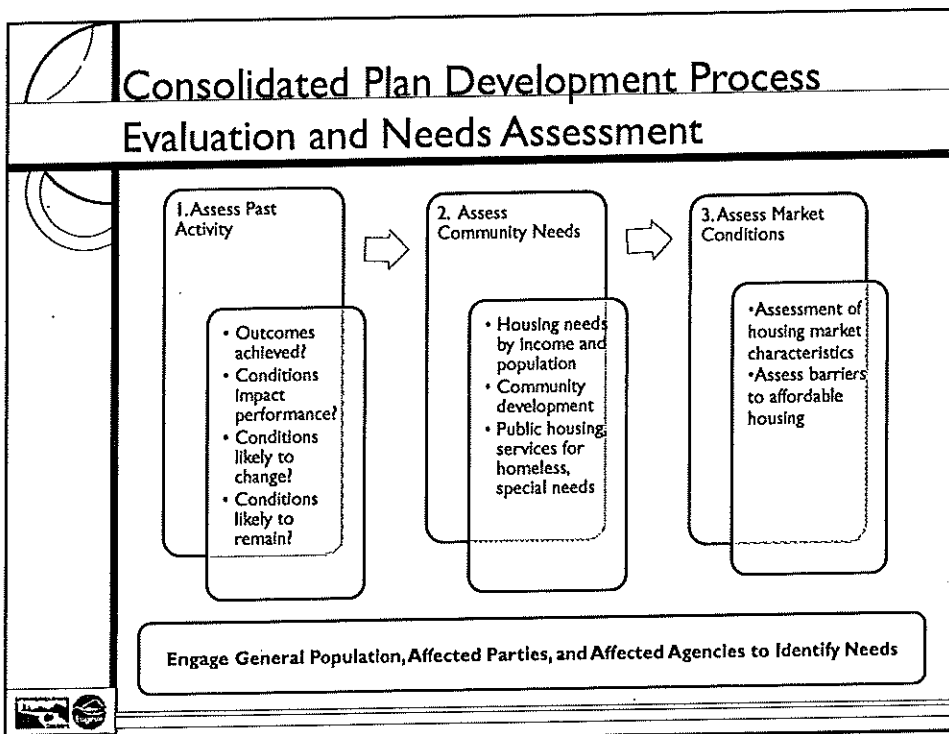 Consolidated Plan Development Process
Evaluation and Needs Assessment
1. Assess Past
Activity
• Outcomes
achieved?
• Conditions
impact
performance?
• Conditions
likely to
change?
• Conditions
likely to
remain?
2. Assess
Community Needs
• Housing needs
by income and
population
• Community
development
• Public housing,
services for
homeless,
special needs
3. Assess Market
Conditions
•Assessment of
housing market
characteristics
•Assess barriers
to affordable
housing
Engage General Population, Affected Parties, and Affected Agencies to Identify Needs